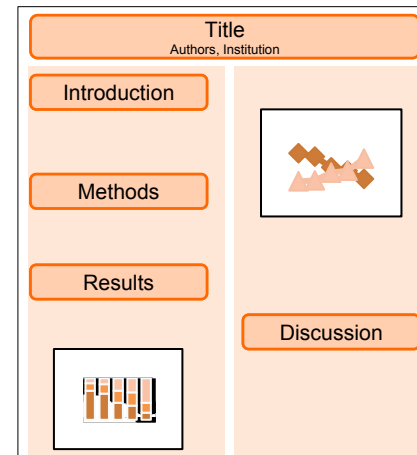 Title
Authors, Institution
Introduction
Methods
Results
Discussion